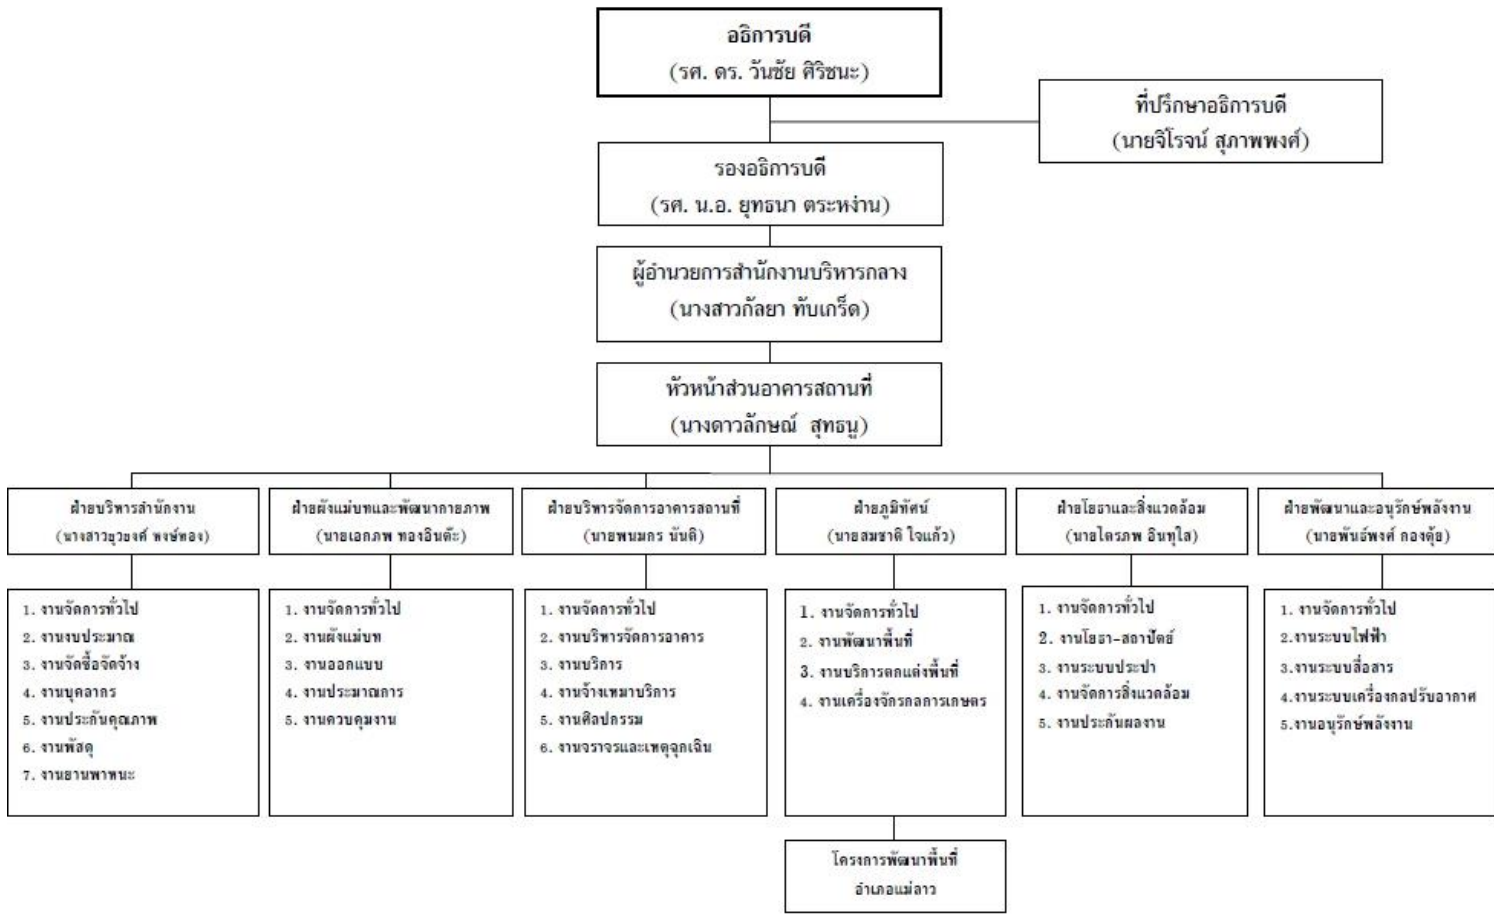 อธิการบดี
(รศ. ดร. วันชัย ศิริชนะ)
ที่ปรึกษาอธิการบดี
(นายจิโรจน์ สุภาพพงศ์)
รองอธิการบดี
(รศ. น.อ. ยุทธนา ตระหง่าน)
ผู้อำนวยการสำนักงานบริหารกลาง
(นางสาวกัลยา ทับเกร็ด)
หัวหน้าส่วนอาคารสถานที่
(นางดาวลักษณ์ สุทธนู)
ฝ่ายบริหารสำนักงาน
(นางสาวยุวยงค์ พงษ์ทอง)
1. งานจัดการทั่วไป
2. งานงบประมาณ
3. งานจัดซื้อจัดจ้าง
4. งานบุคลากร
5. งานประกันคุณภาพ
6. งานพัสดุ
7. งานยานพาหนะ
ฝ่ายผังแม่บทและพัฒนากายภาพ
(นายเอกภพ ทองอินต๊ะ)
1. งานจัดการทั่วไป
2. งานผังแม่บท
3. งานออกแบบ
4. งานประมาณการ
5. งานควบคุมงาน
ฝ่ายบริหารจัดการอาคารสถานที่
(นายพนมกร นันติ)
1. งานจัดการทั่วไป
2. งานบริหารจัดการอาคาร
3. งานบริการ
4. งานจ้างเหมาบริการ
5. งานศิลปกรรม
6. งานจราจรและเหตุฉุกเฉิน
ฝ่ายภูมิทัศน์
(นายสมชาติ ใจแก้ว)
1. งานจัดการทั่วไป
2. งานพัฒนาพื้นที่
3. งานบริการตกแต่งพื้นที่
4. งานเครื่องจักรกลการเกษตร
โครงการพัฒนาพื้นที่
อำเภอแม่ลาว
ฝ่ายโยธาและสิ่งแวดล้อม
(นายไตรภพ อินทุใส)
1. งานจัดการทั่วไป
2. งานโยธา-สถาปัตย์
3. งานระบบประปา
4. งานจัดการสิ่งแวดล้อม
5. งานประกันผลงาน
ฝ่ายพัฒนาและอนุรักษ์พลังงาน
(นายพันธ์พงศ์ กองตุ้ย)
1. งานจัดการทั่วไป
2.งานระบบไฟฟ้า
3.งานระบบสื่อสาร
4.งานระบบเครื่องกลปรับอากาศ
5.งานอนุรักษ์พลังงาน